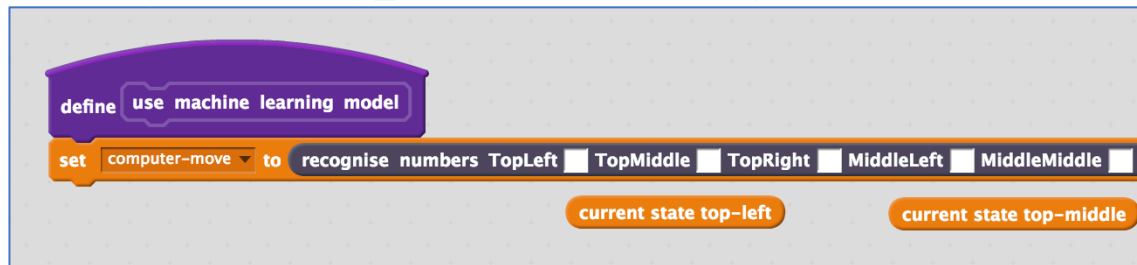 define use machine learning model
set computer-move to recognise numbers TopLeft TopMiddle TopRight MiddleLeft MiddleMiddle
current state top-left current state top-middle